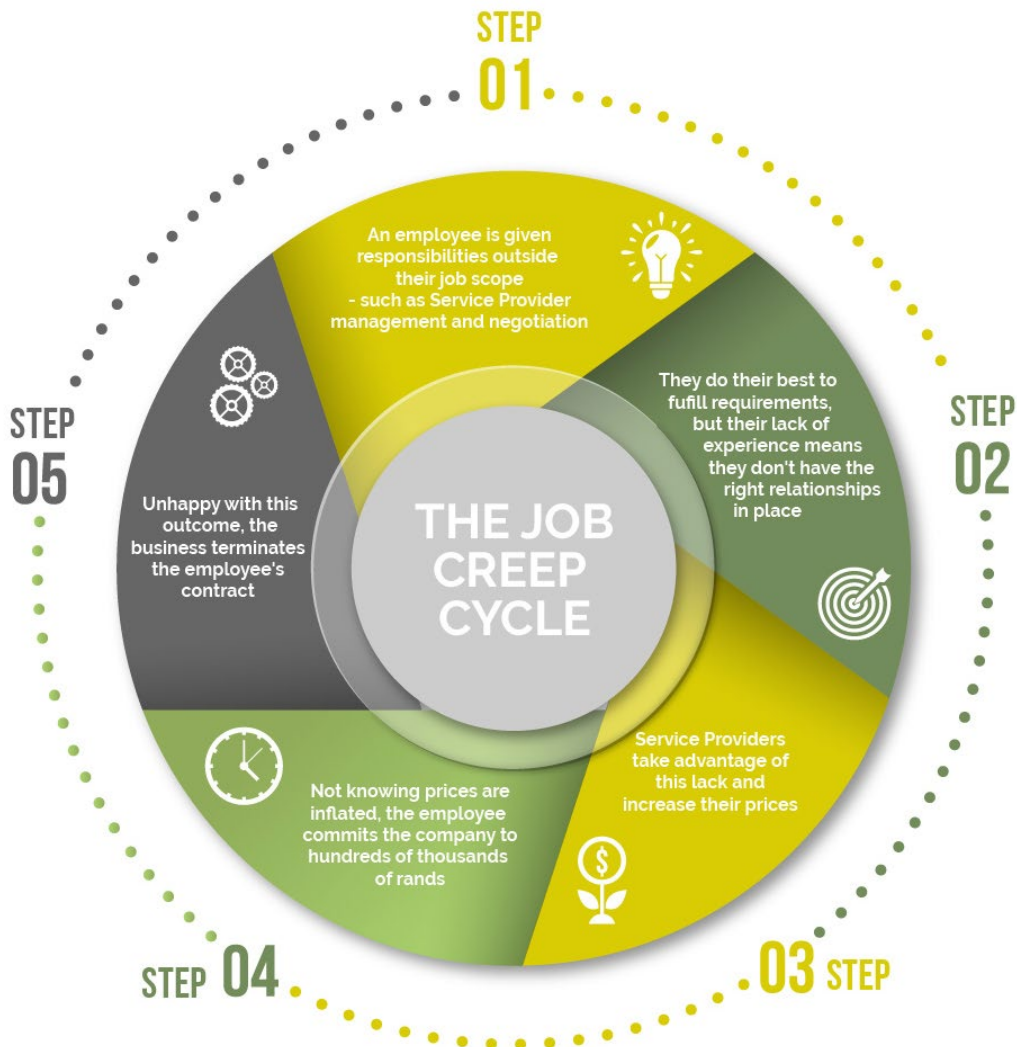 STEP
01
An employee is given
responsibilities outside
their job scope
- such as Service Provider
management and negotiation
STEP
02
They do their best to
fufill requirements,
but their lack of
experience means
they don't have the
right relationships
in place
03 STEP
Service Providers
take advantage of
this lack and
increase their prices
$
STEP 04
Not knowing prices are
inflated, the employee
commits the company to
hundreds of thousands
of rands
STEP
05
Unhappy with this
outcome, the
business terminates
the employee's
contract
THE JOB
CREEP
CYCLE